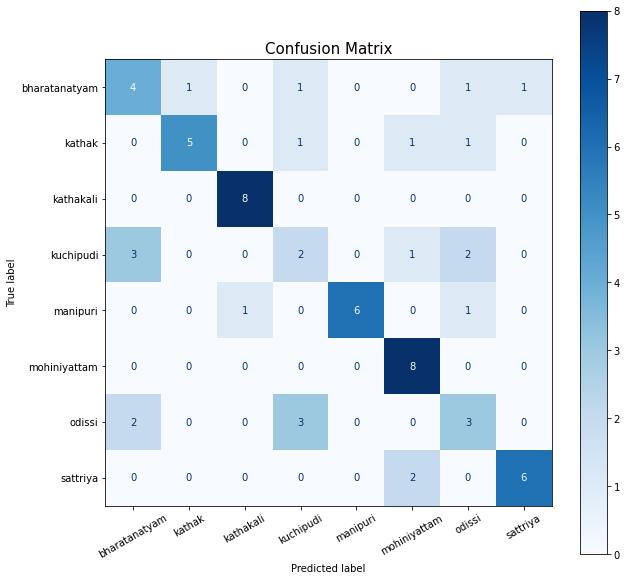 Confusion Matrix
bharatanatyam 4 1 0 1 0 0 1 1
kathak 0 5 0 1 0 1 1 0
kathakali 0 0 8 0 0 0 0 0
kuchipudi 3 0 0 2 0 1 2 0
manipuri 0 0 1 0 6 0 1 0
mohiniyattam 0 0 0 0 0 8 0 0
odissi 2 0 0 3 0 0 3 0
sattriya 0 0 0 0 0 2 0 6
True label
bharatanatyam kathak kathakali kuchipudi manipuri mohiniyattam odissi sattriya
Predicted label
8
7
6
5
4
3
2
1
0